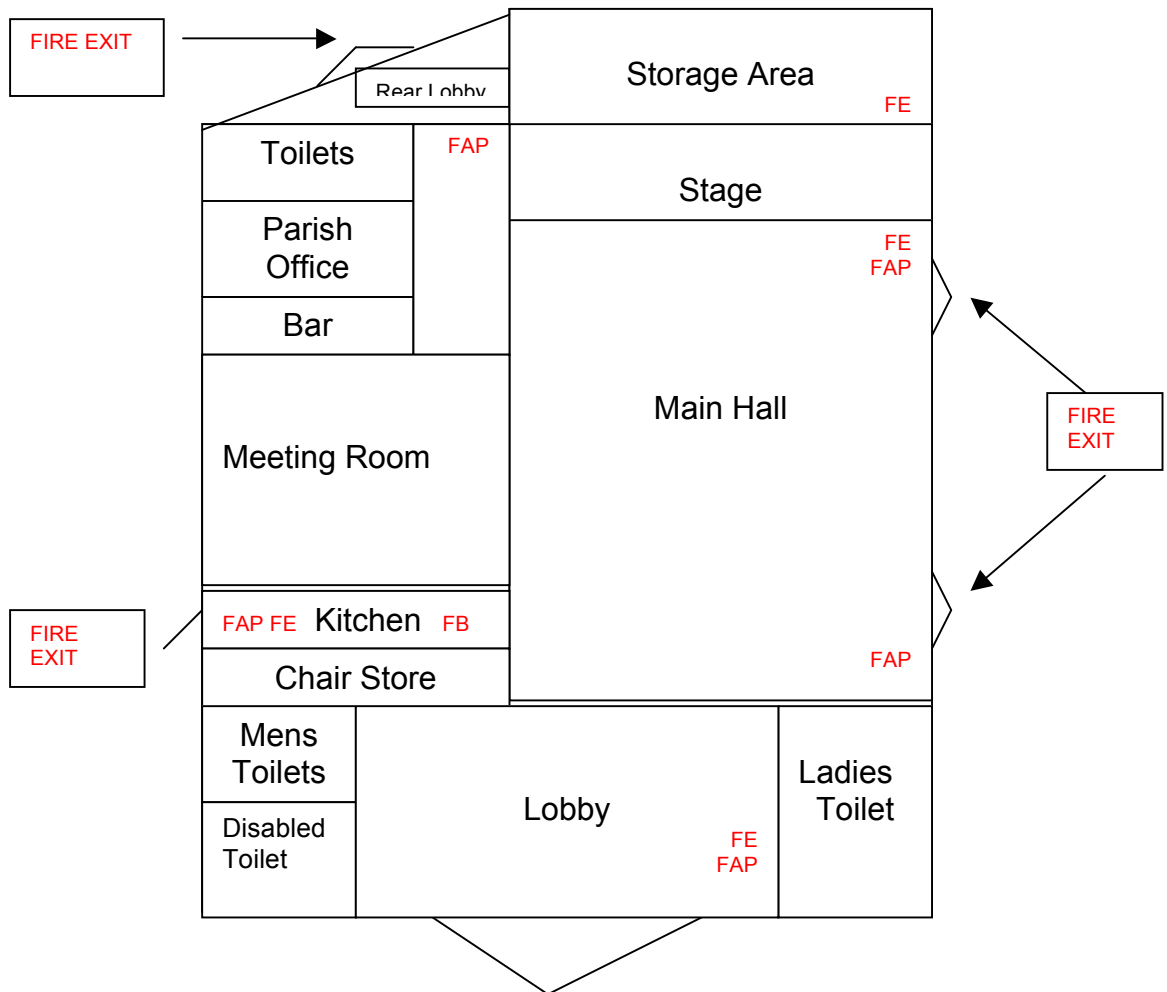 FIRE EXIT
Rear Lobby
Storage Area
FE
Toilets
FAP
Stage
Parish
Office
FE
FAP
Bar
Main Hall
FIRE
EXIT
Meeting Room
FIRE
EXIT
FAP FE Kitchen FB
FAP
Chair Store
Mens
Toilets
Ladies
Toilet
Lobby
Disabled
Toilet
FE
FAP